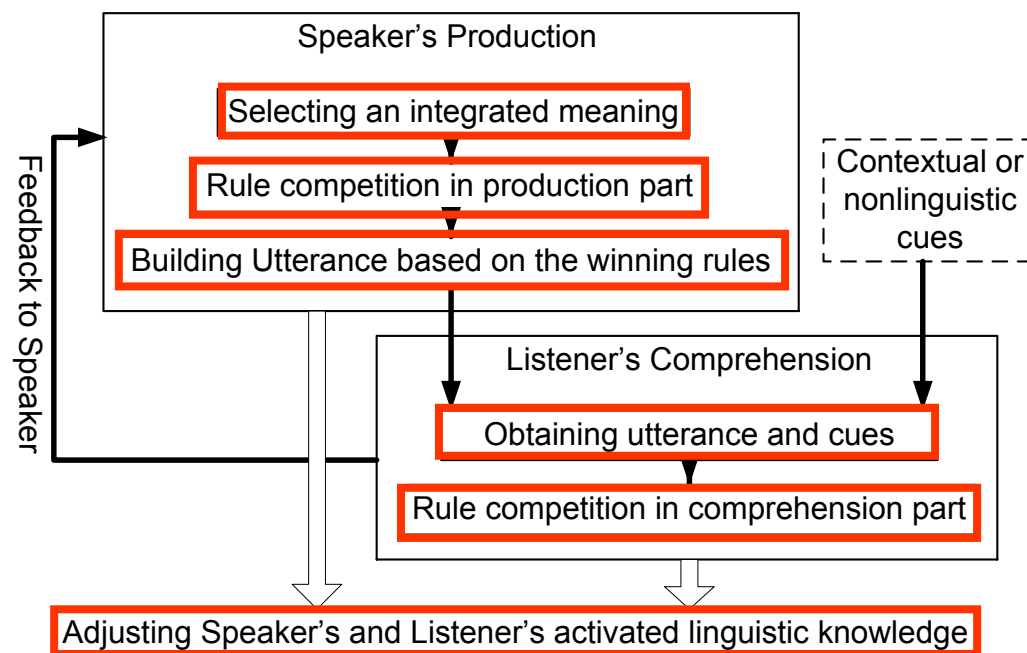 Speaker’s Production
Selecting an integrated meaning
Rule competition in production part
Building Utterance based on the winning rules
Feedback to Speaker
Contextual or
nonlinguistic
cues
Listener’s Comprehension
Obtaining utterance and cues
Rule competition in comprehension part
Adjusting Speaker’s and Listener’s activated linguistic knowledge